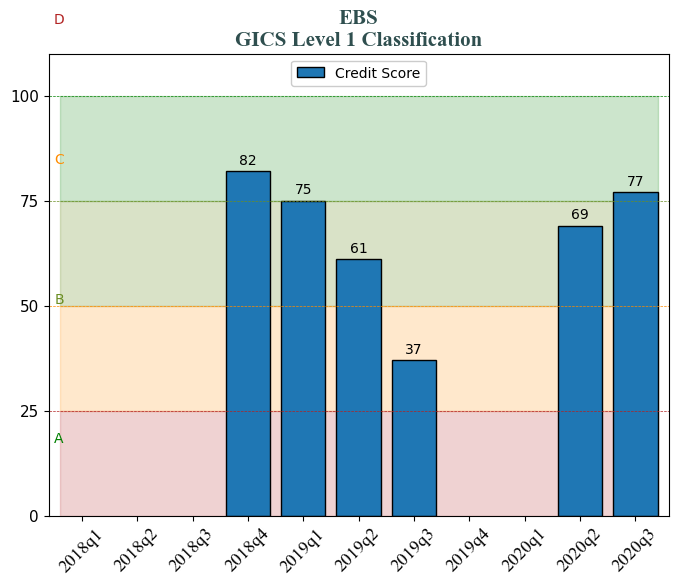 D
EBS
GICS Level 1 Classification
Credit Score
100
C
82
77
75
75
69
61
B
50
37
25
A
0
2018q1
2018q2
2018q3
2018q4
2019q1
2019q2
2019q3
2019q4
2020q1
2020q2
2020q3